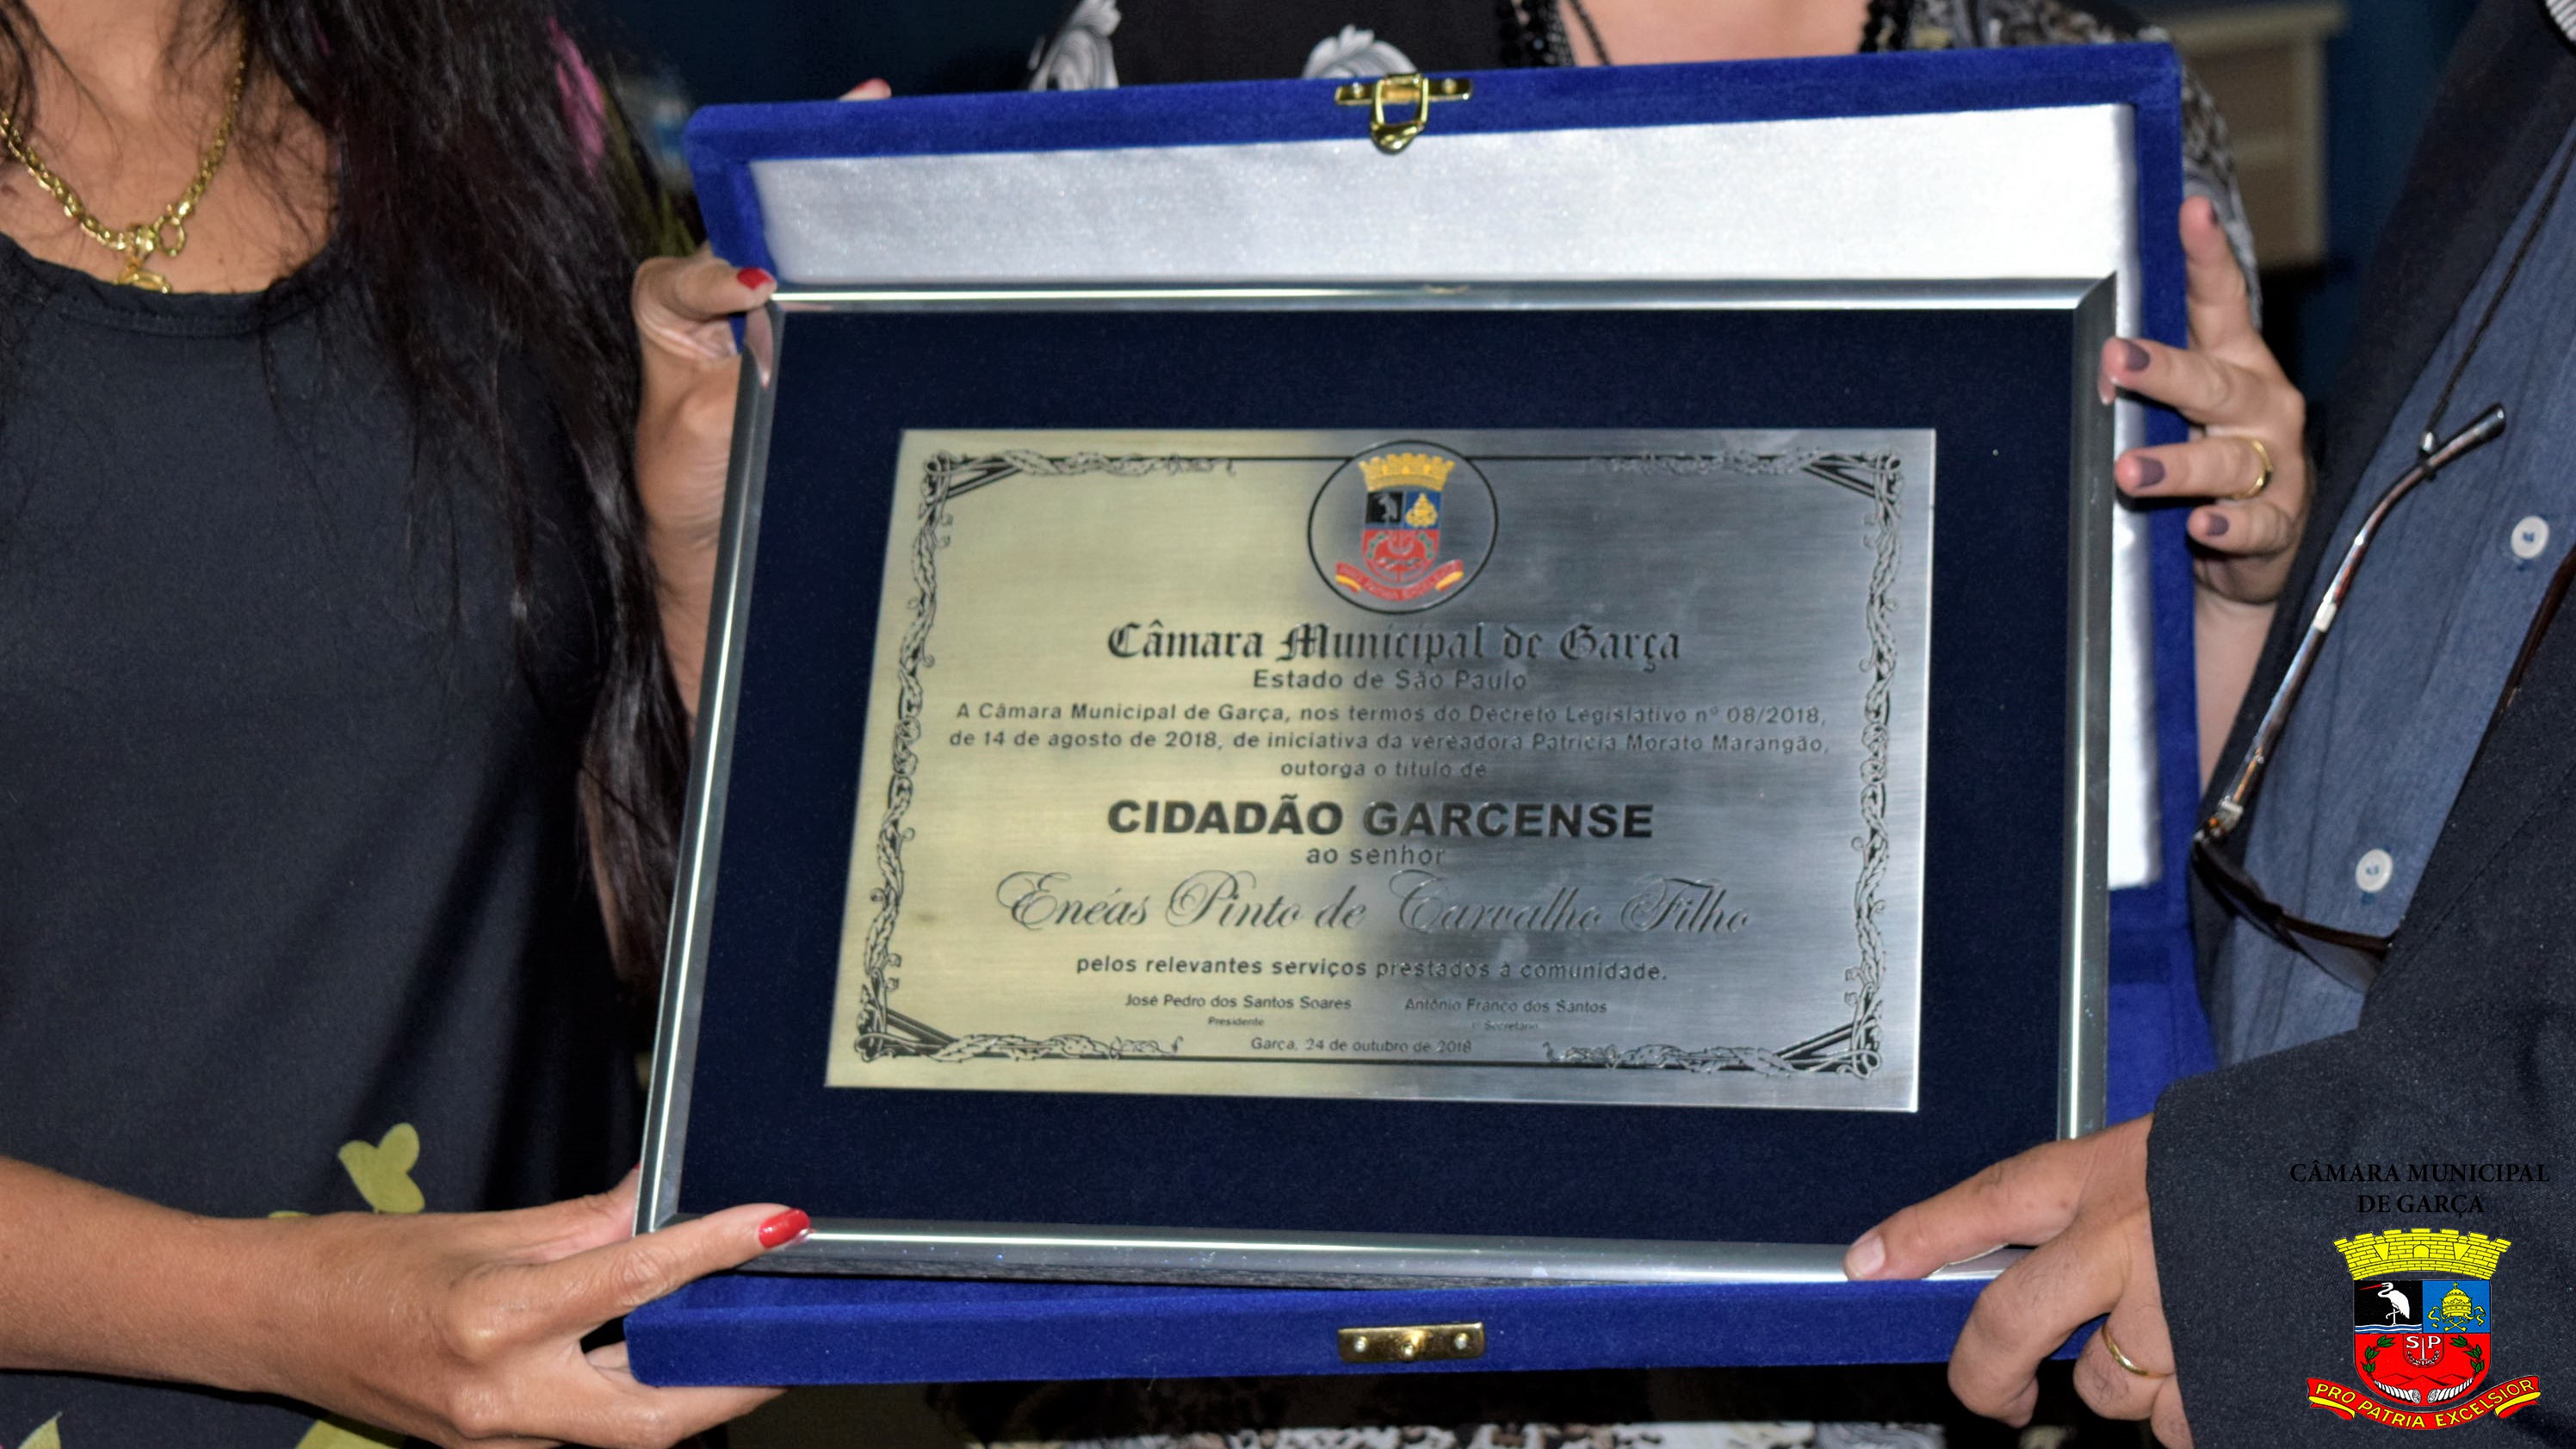 Câmara Municipal de Garça
Estado de São Paulo
A Câmara Municipal de Garça, nos termos do Decreto Legislativo nº 08/2018,
de 14 de agosto de 2018, de iniciativa da vereadora Patrícia Morato Marangão,
outorga o título de
CIDADÃO GARCENSE
ao senhor
Enéas Pinto de Carvalho Filho
pelos relevantes serviços prestados à comunidade.
José Pedro dos Santos Soares Antônio Franco dos Santos
Presidente 1º Secretário
Garça, 24 de outubro de 2018
CÂMARA MUNICIPAL
DE GARÇA
SP
PRO PATRIA EXCELSIOR